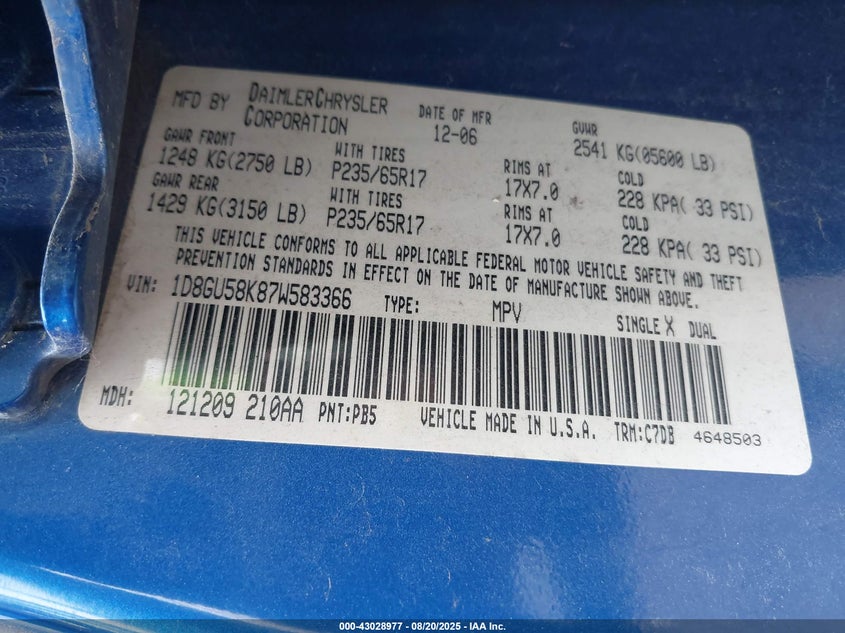 MFD BY DAIMLERCHRYSLER CORPORATION DATE OF MFR 12-06 GVWR 2541 KG(05600 LB)
GAWR FRONT WITH TIRES RIMS AT COLD
1248 KG(2750 LB) P235/65R17 17X7.0 228 KPA( 33 PSI)
GAWR REAR WITH TIRES RIMS AT COLD
1429 KG(3150 LB) P235/65R17 17X7.0 228 KPA( 33 PSI)
THIS VEHICLE CONFORMS TO ALL APPLICABLE FEDERAL MOTOR VEHICLE SAFETY AND THEFT
PREVENTION STANDARDS IN EFFECT ON THE DATE OF MANUFACTURE SHOWN ABOVE.
VIN: 1D8GU58K87W583366 TYPE: MPV SINGLE X DUAL
MDH: 121209 210AA PNT:PB5 VEHICLE MADE IN U.S.A. TRM:C7DB 4648503
000-43028977 - 08/20/2025 - IAA Inc.